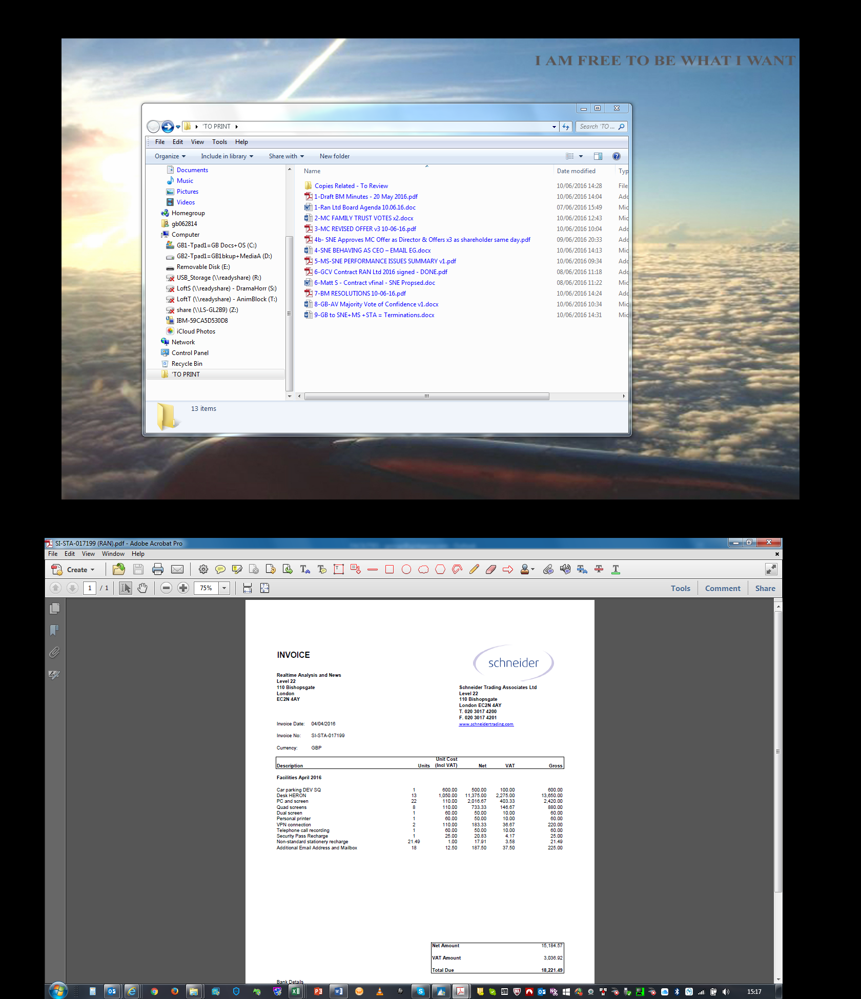 I AM FREE TO BE WHAT I WANT
'TO PRINT
Search 'TO ...
File Edit View Tools Help
Organize Include in library Share with New folder
Name Date modified Typ
Documents
Music
Pictures
Videos
Homegroup
gb062814
Computer
GB1-Tpad1=GB Docs+OS (C:)
GB2-Tpad1=GB1bkup+MediaA (D:)
Removable Disk (E:)
USB_Storage (\\readyshare) (R:)
LoftS (\\readyshare) - DramaHorr (S:)
LoftT (\\readyshare) - AnimBlock (T:)
share (\\LS-GL2B9) (Z:)
IBM-59CA5D530D8
iCloud Photos
Network
Control Panel
Recycle Bin
'TO PRINT
Copies Related - To Review 10/06/2016 14:28 File
1-Draft BM Minutes - 20 May 2016.pdf 10/06/2016 14:04 Ado
1-Ran Ltd Board Agenda 10.06.16.doc 07/06/2016 15:49 Mic
2-MC FAMILY TRUST VOTES x2.docx 10/06/2016 12:43 Mic
3-MC REVISED OFFER v3 10-06-16.pdf 10/06/2016 10:04 Ado
4b- SNE Approves MC Offer as Director & Offers x3 as shareholder same day.pdf 09/06/2016 20:33 Ado
4-SNE BEHAVING AS CEO – EMAIL EG.docx 10/06/2016 14:13 Mic
5-MS-SNE PERFORMANCE ISSUES SUMMARY v1.pdf 10/06/2016 09:34 Ado
6-GCV Contract RAN Ltd 2016 signed - DONE.pdf 08/06/2016 11:18 Ado
6-Matt S - Contract vfinal - SNE Propsed.doc 08/06/2016 11:22 Mic
7-BM RESOLUTIONS 10-06-16.pdf 10/06/2016 14:24 Ado
8-GB-AV Majority Vote of Confidence v1.docx 10/06/2016 10:34 Mic
9-GB to SNE+MS +STA = Terminations.docx 10/06/2016 14:31 Mic
13 items
SI-STA-017199 (RAN).pdf - Adobe Acrobat Pro
File Edit View Window Help
Create
1 / 1 75% Tools Comment Share
INVOICE
schneider
Realtime Analysis and News
Level 22
110 Bishopsgate
London
EC2N 4AY
Schneider Trading Associates Ltd
Level 22
110 Bishopsgate
London EC2N 4AY
T. 020 3017 4200
F. 020 3017 4201
www.schneidertrading.com
Invoice Date: 04/04/2016
Invoice No: SI-STA-017199
Currency: GBP
Description Units Unit Cost (Incl VAT) Net VAT Gross
Facilities April 2016
Car parking DEV SQ 1 600.00 500.00 100.00 600.00
Desk HERON 13 1,050.00 11,375.00 2,275.00 13,650.00
PC and screen 22 110.00 2,016.67 403.33 2,420.00
Quad screens 8 110.00 733.33 146.67 880.00
Dual screen 1 60.00 50.00 10.00 60.00
Personal printer 1 60.00 50.00 10.00 60.00
VPN connection 2 110.00 183.33 36.67 220.00
Telephone call recording 1 60.00 50.00 10.00 60.00
Security Pass Recharge 1 25.00 20.83 4.17 25.00
Non-standard stationery recharge 21.49 1.00 17.91 3.58 21.49
Additional Email Address and Mailbox 18 12.50 187.50 37.50 225.00
Net Amount 15,184.57
VAT Amount 3,036.92
Total Due 18,221.49
Bank Details
15:17